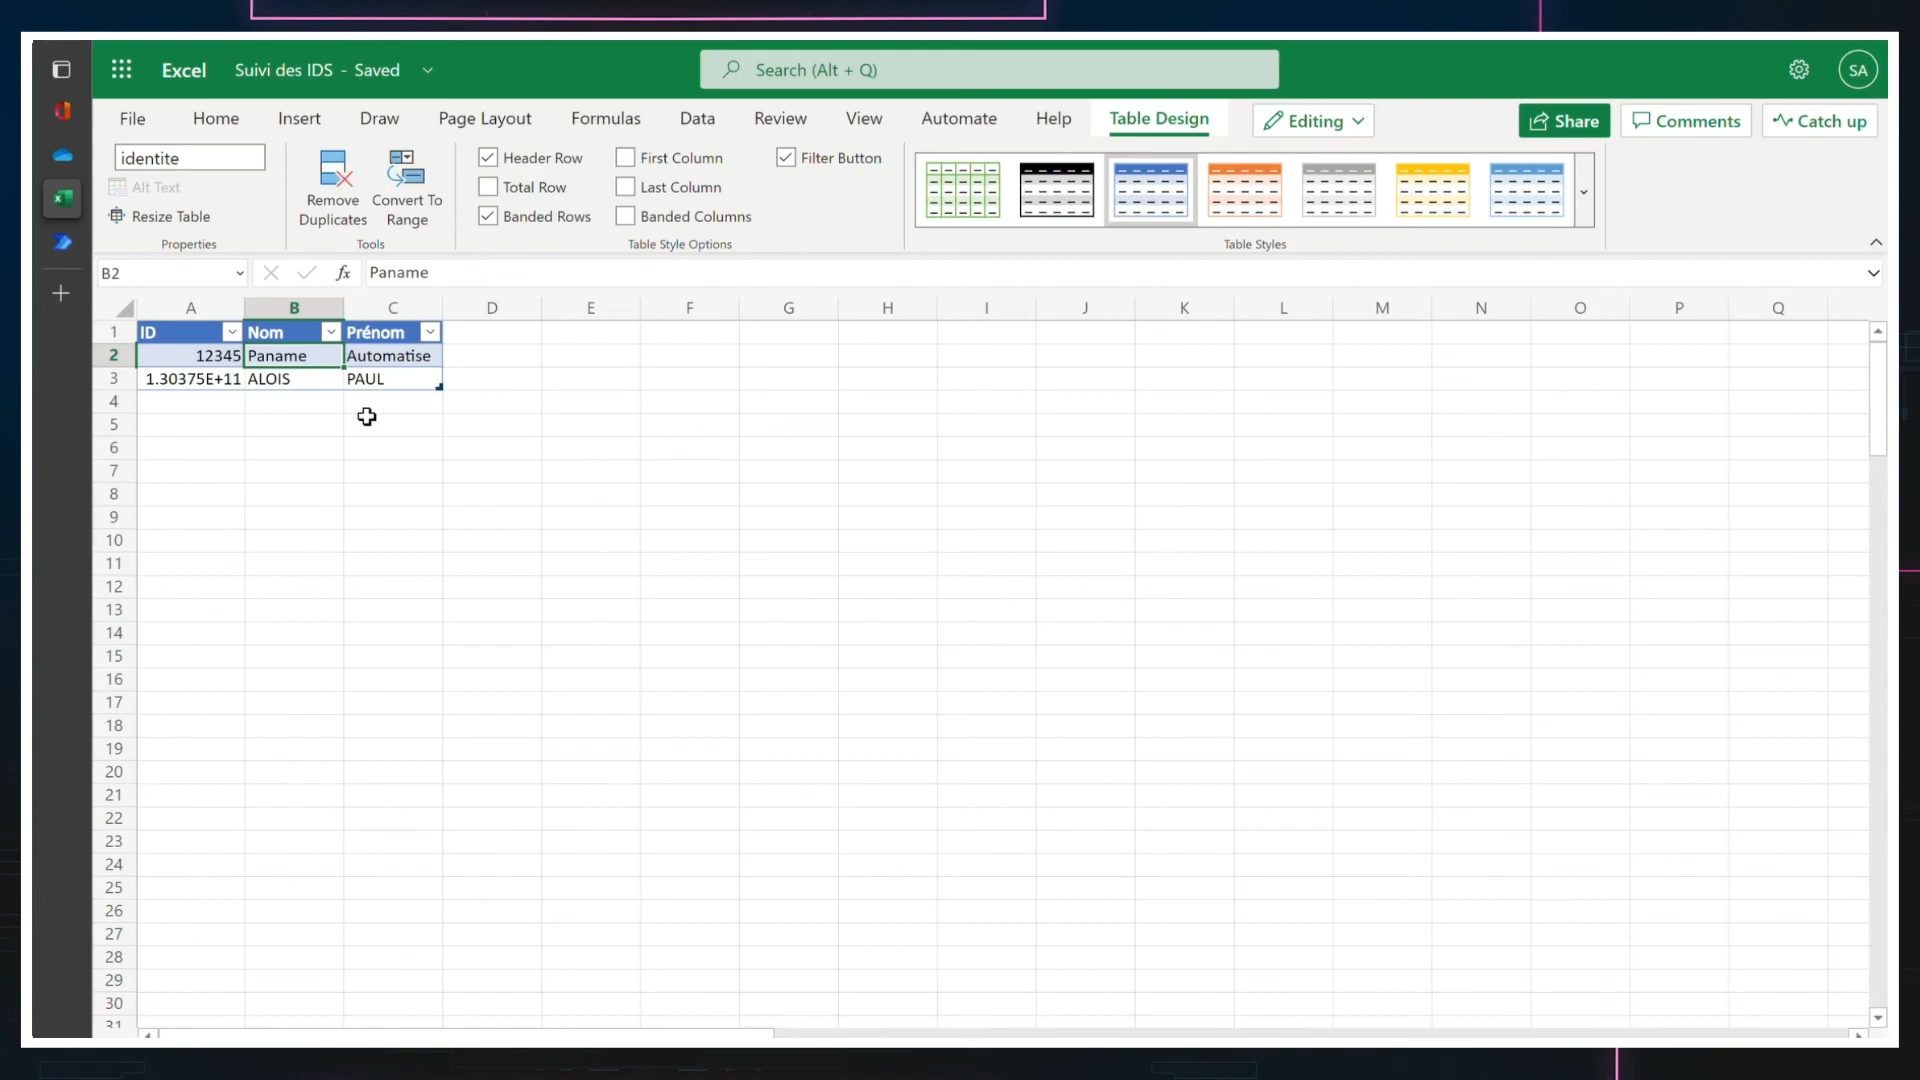 Excel Suivi des IDS - Saved Search (Alt + Q) SA
File Home Insert Draw Page Layout Formulas Data Review View Automate Help Table Design Editing Share Comments Catch up
identite
Alt Text
Resize Table
Properties
Remove Duplicates
Convert To Range
Tools
Header Row First Column Filter Button
Total Row Last Column
Banded Rows Banded Columns
Table Style Options
Table Styles
B2 fx Paname
A B C D E F G H I J K L M N O P Q
1 ID Nom Prénom
2 12345 Paname Automatise
3 1.30375E+11 ALOIS PAUL
4
5
6
7
8
9
10
11
12
13
14
15
16
17
18
19
20
21
22
23
24
25
26
27
28
29
30
31